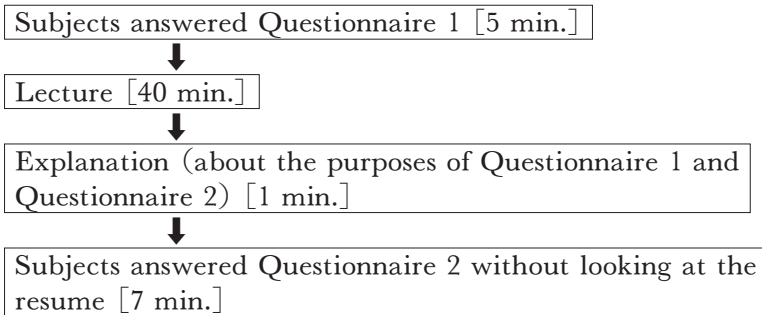 Subjects answered Questionnaire 1［5 min.］
Lecture［40 min.］
Explanation（about the purposes of Questionnaire 1 and
Questionnaire 2）［1 min.］
Subjects answered Questionnaire 2 without looking at the
resume［7 min.］